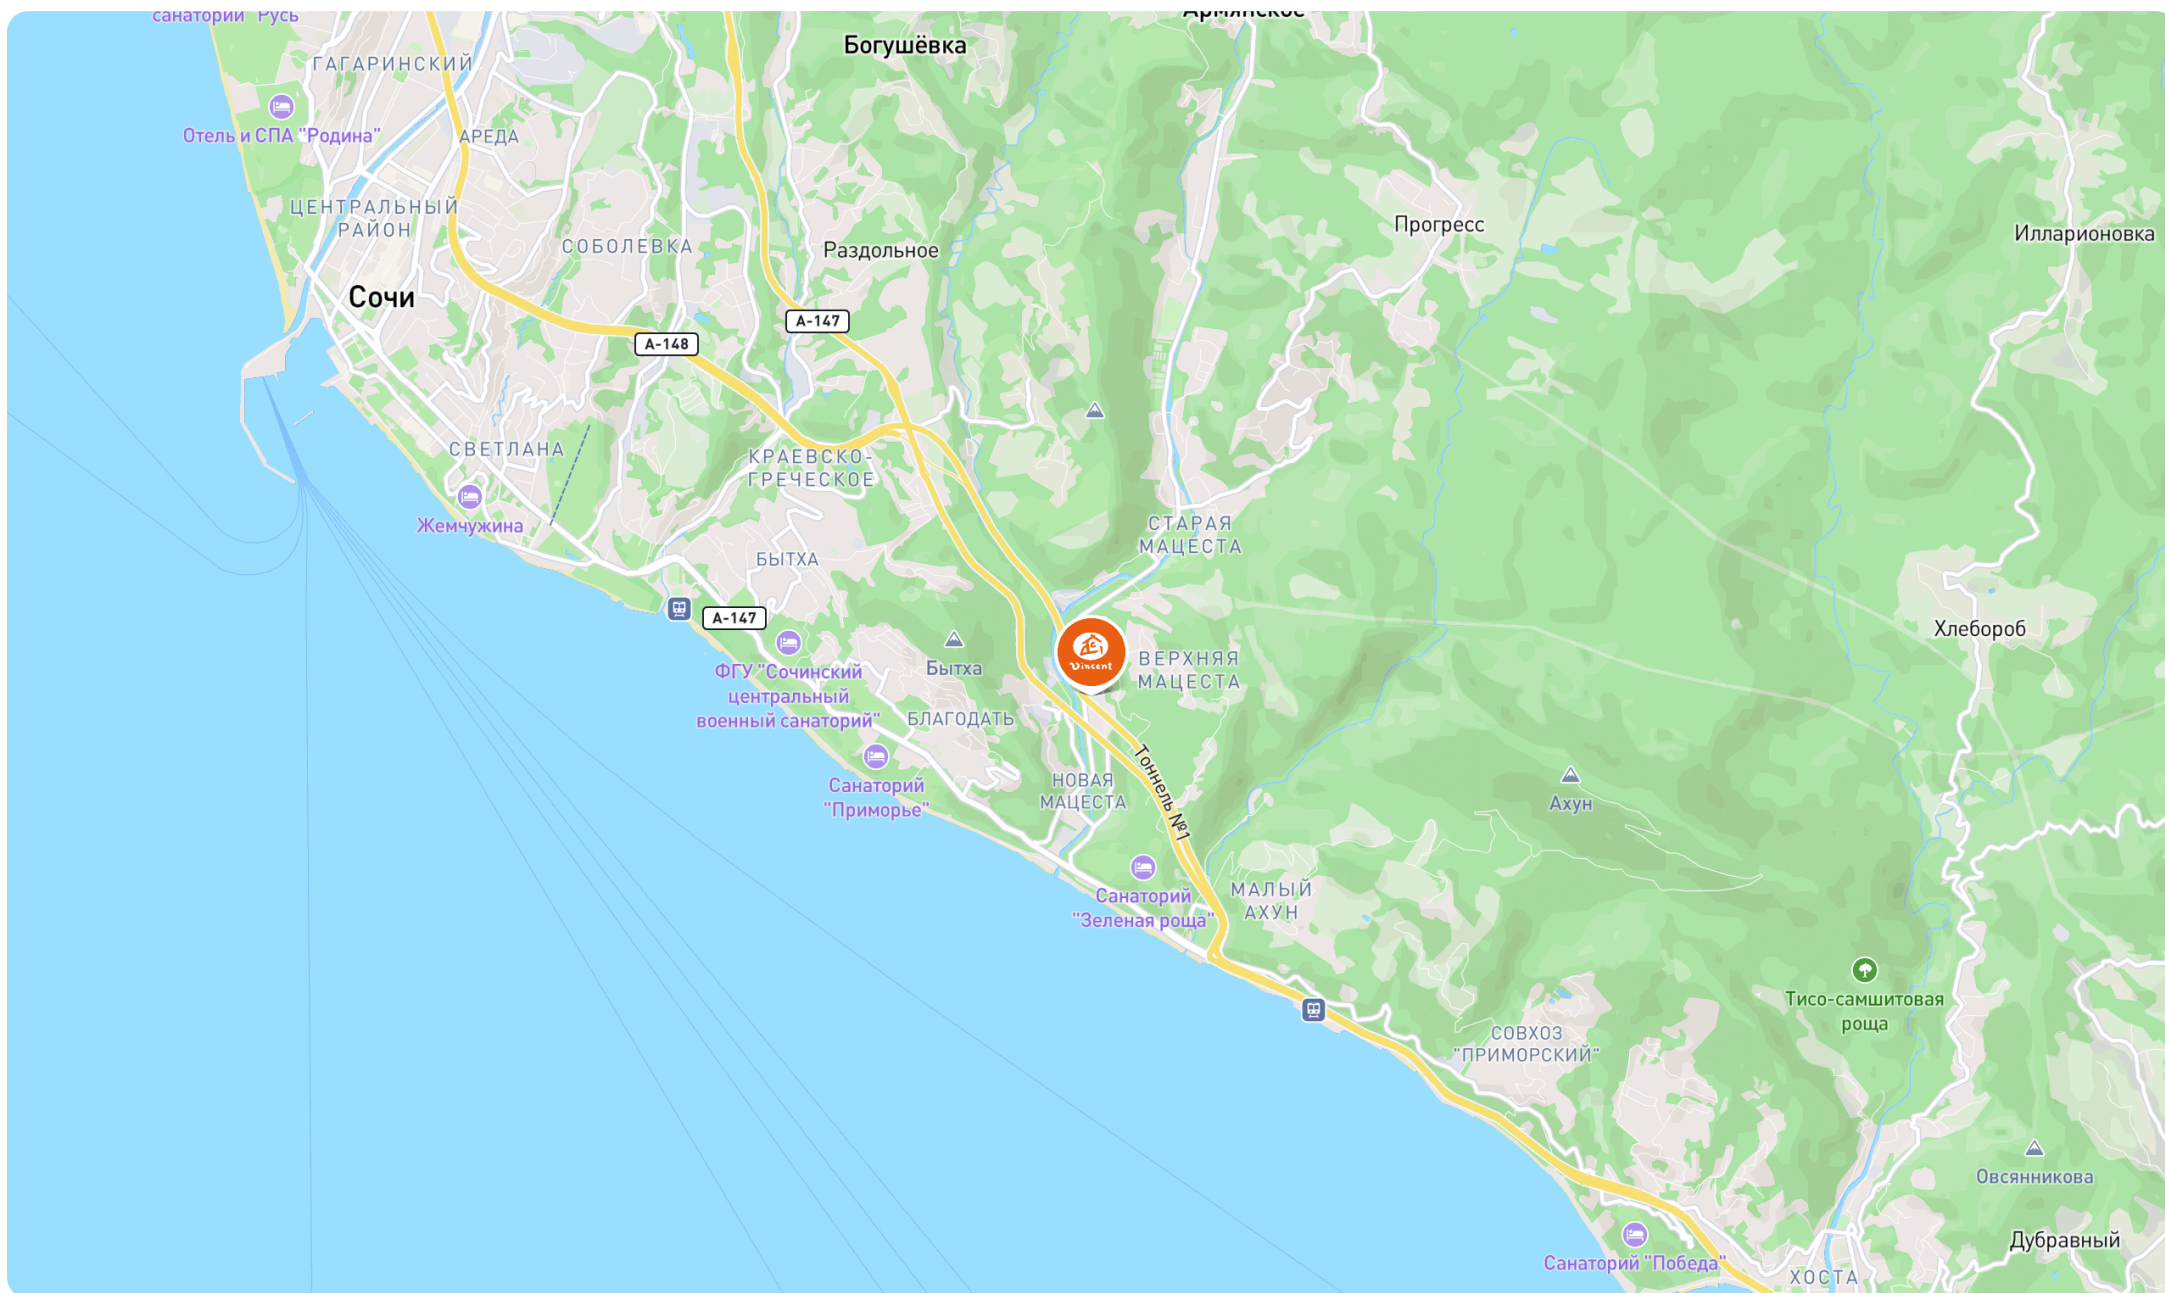 санаторий "Русь
Армянское
Богушёвка
ГАГАРИНСКИЙ
Отель и СПА "Родина"
АРЕДА
ЦЕНТРАЛЬНЫЙ
РАЙОН
СОБОЛЕВКА
Раздольное
Прогресс
Илларионовка
Сочи
А-147
А-148
СВЕТЛАНА
КРАЕВСКО-
ГРЕЧЕСКОЕ
Жемчужина
СТАРАЯ
МАЦЕСТА
БЫТХА
А-147
Хлебороб
Vincent
ВЕРХНЯЯ
МАЦЕСТА
Бытха
ФГУ "Сочинский
центральный
военный санаторий"
БЛАГОДАТЬ
Тоннель №1
НОВАЯ
МАЦЕСТА
Санаторий
"Приморье"
Ахун
Санаторий
"Зеленая роща"
МАЛЫЙ
АХУН
Тисо-самшитовая
роща
СОВХОЗ
"ПРИМОРСКИЙ"
Овсянникова
Дубравный
Санаторий "Победа"
ХОСТА